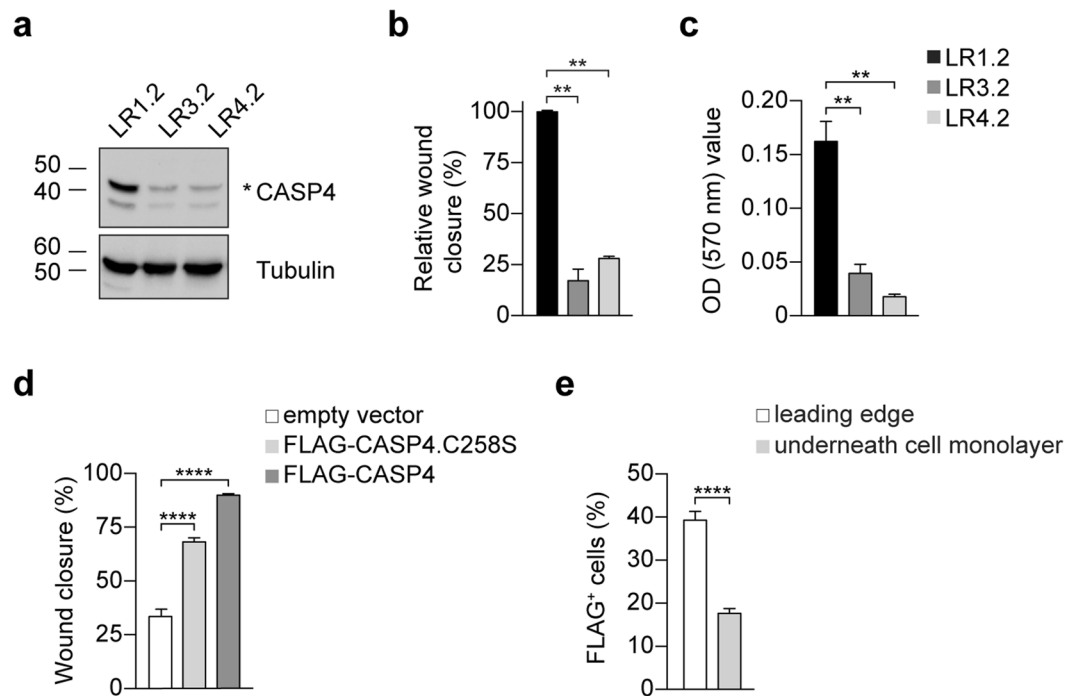 a
LR1.2
LR3.2
LR4.2
50
40
* CASP4
60
50
Tubulin
b
**
**
Relative wound
closure (%)
100
75
50
25
0
c
LR1.2
LR3.2
LR4.2
**
**
OD (570 nm) value
0.20
0.15
0.10
0.05
0
d
empty vector
FLAG-CASP4.C258S
FLAG-CASP4
****
****
Wound closure (%)
100
75
50
25
0
e
leading edge
underneath cell monolayer
****
FLAG⁺ cells (%)
50
40
30
20
10
0